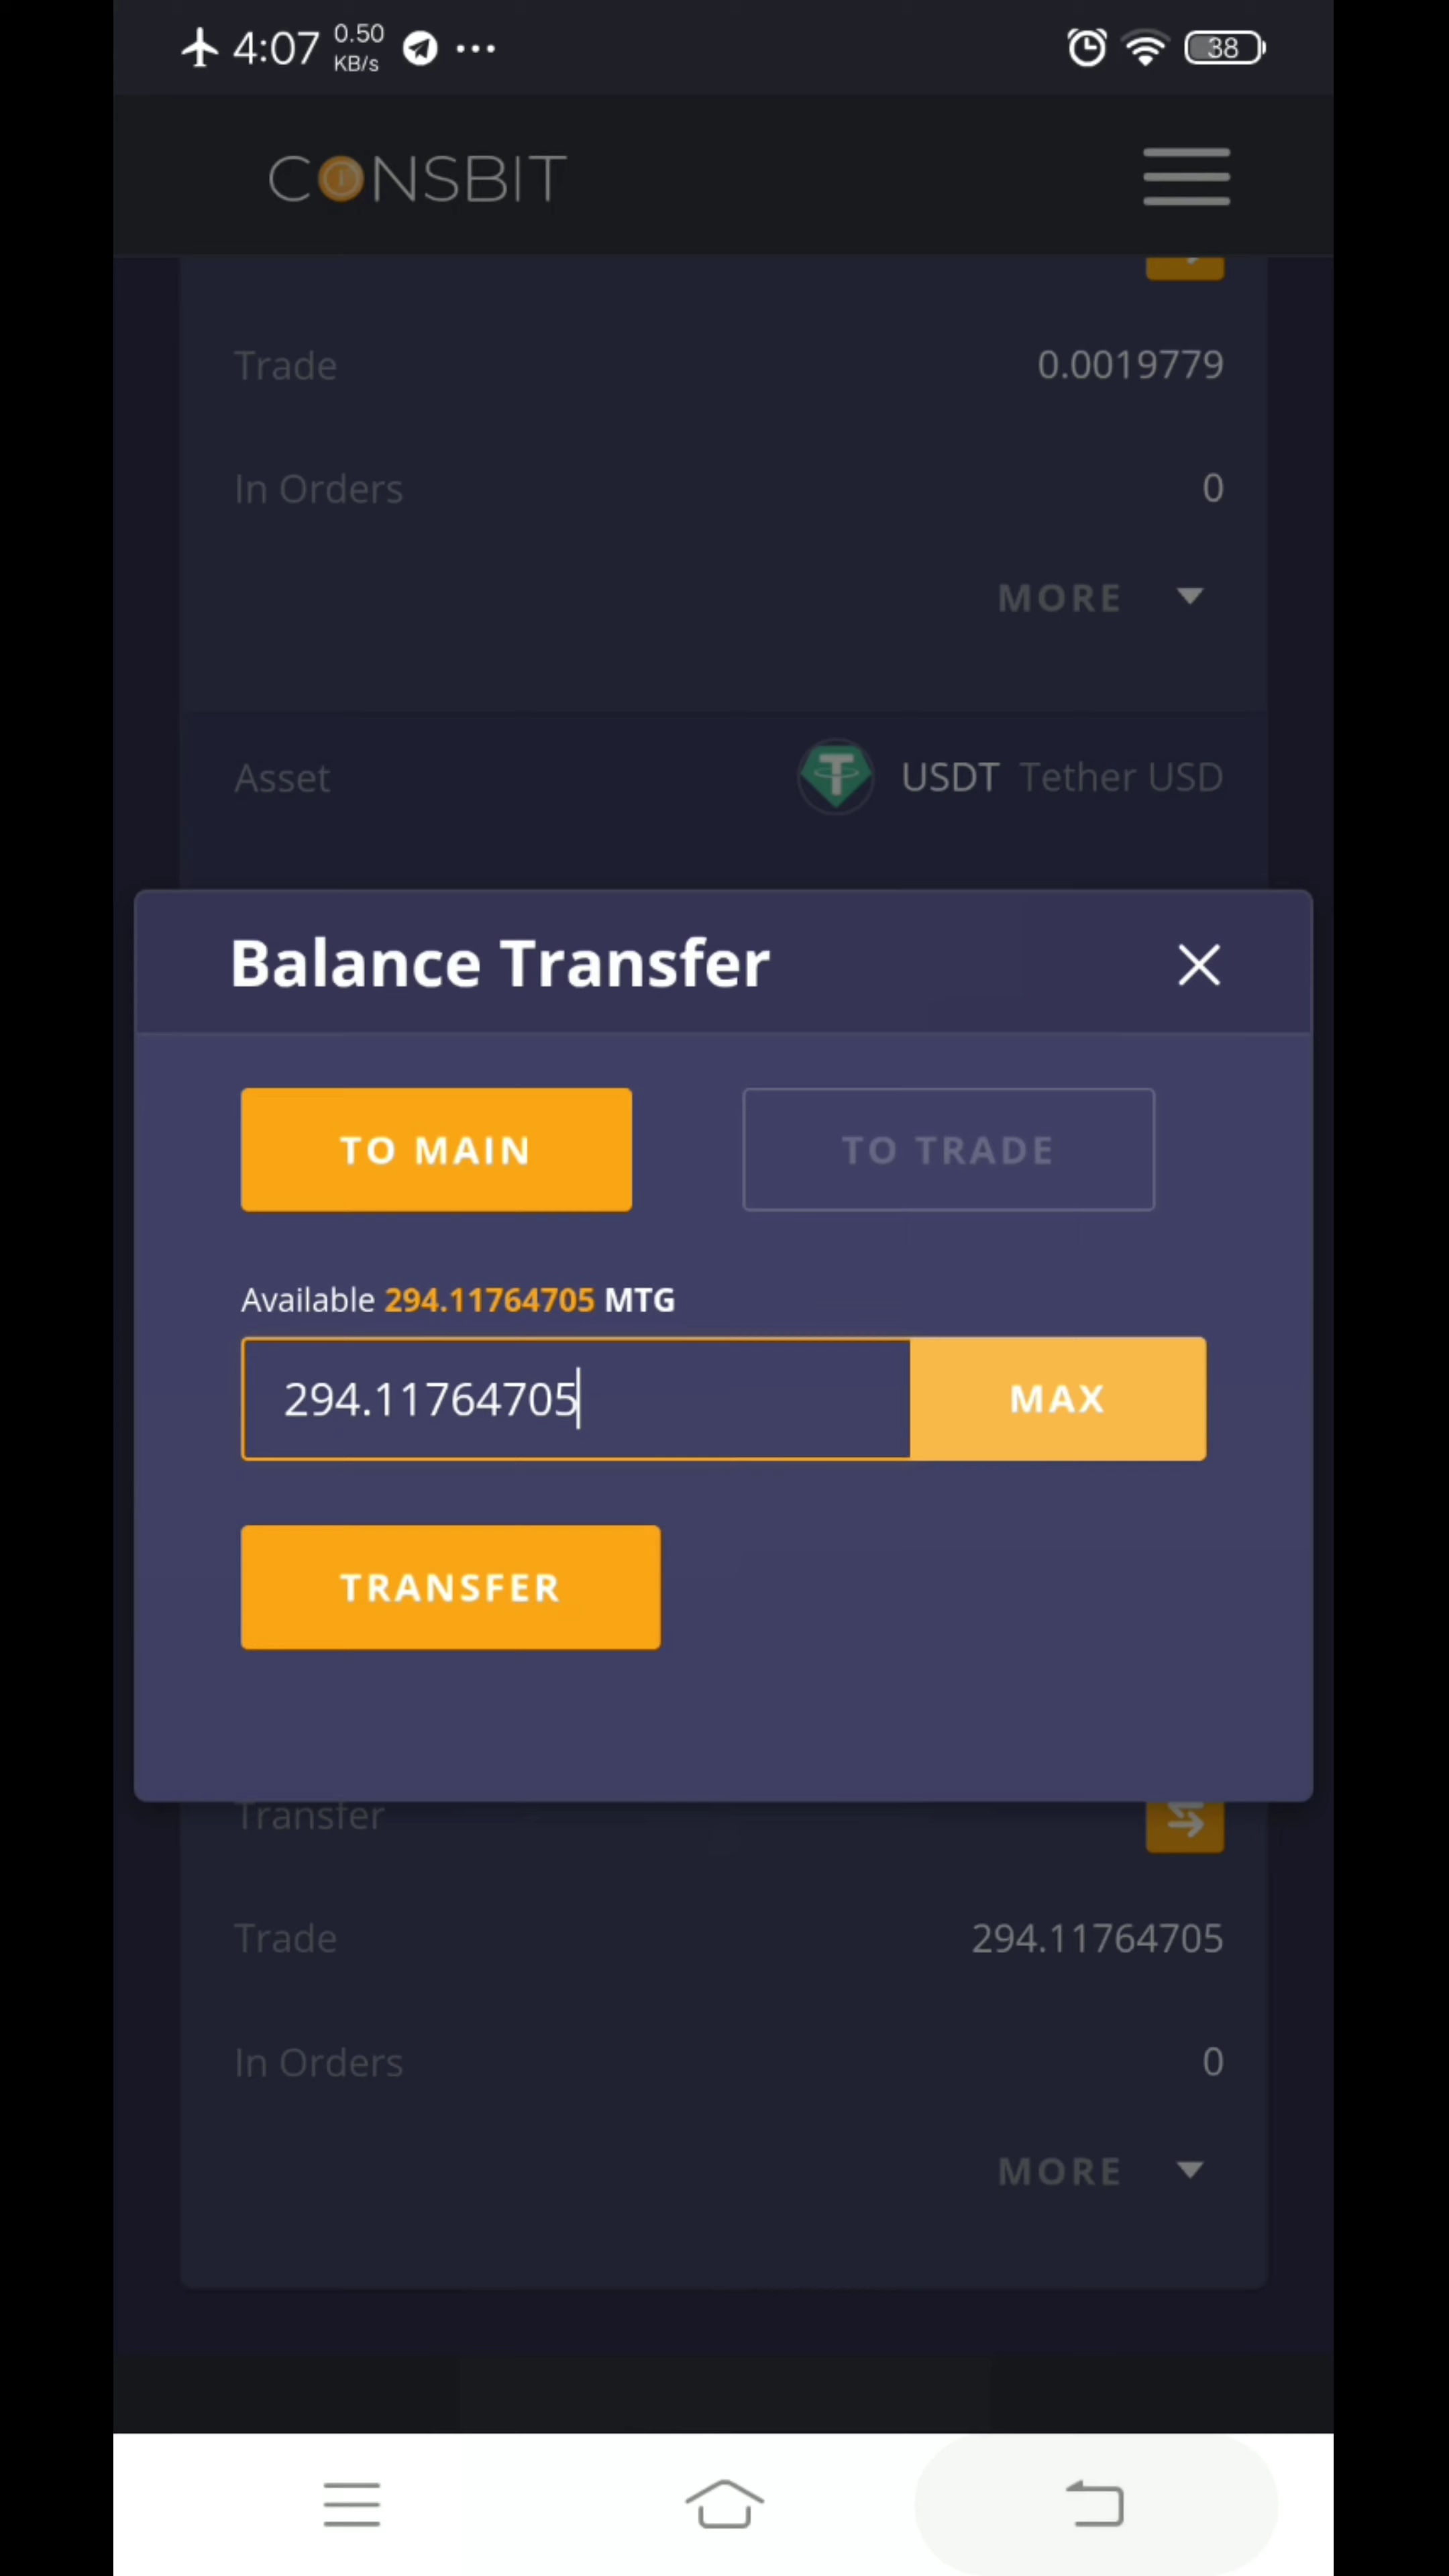 4:07 0.50 KB/s 38
CONSBIT
Trade 0.0019779
In Orders 0
MORE
Asset USDT Tether USD
Balance Transfer
TO MAIN TO TRADE
Available 294.11764705 MTG
294.11764705 MAX
TRANSFER
Transfer
Trade 294.11764705
In Orders 0
MORE